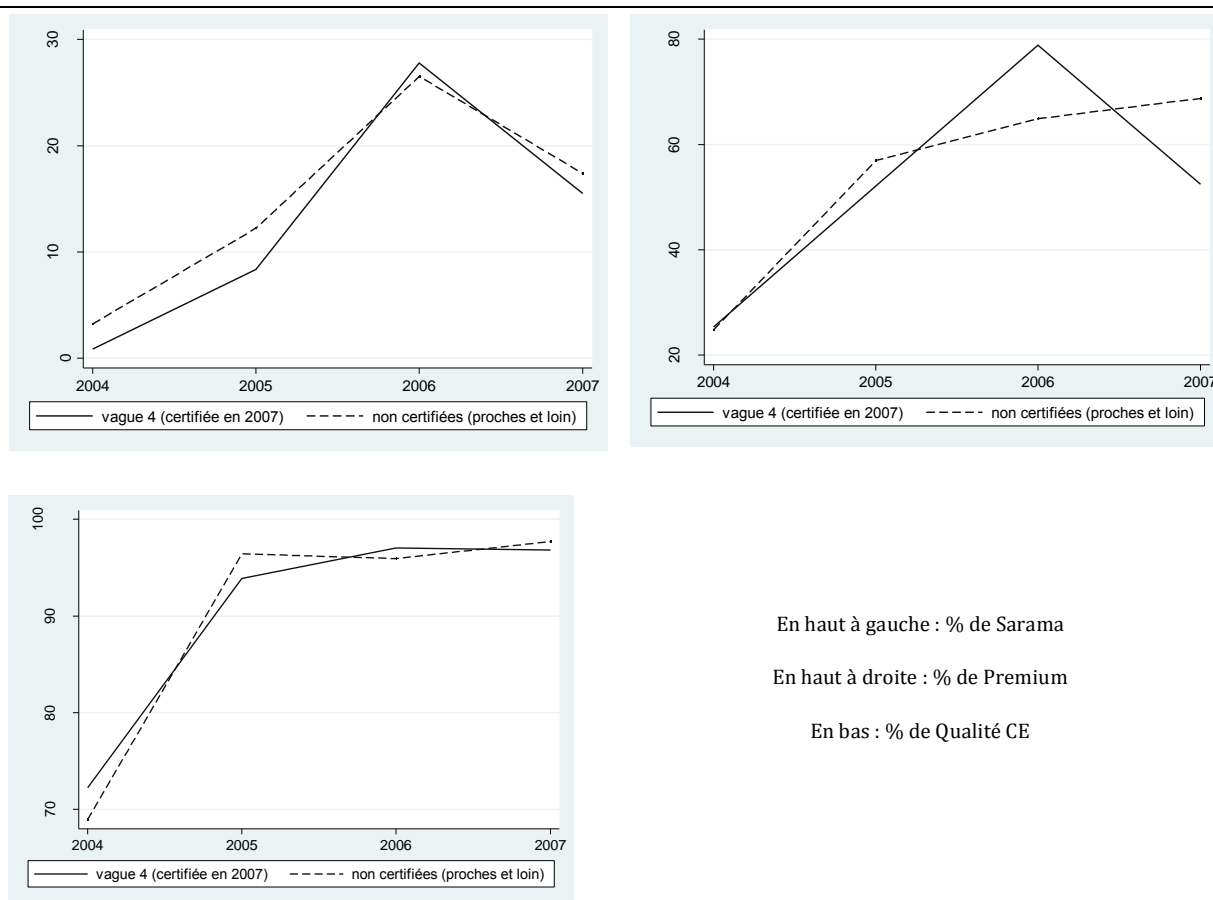 30
20
10
0
2004 2005 2006 2007
vague 4 (certifiée en 2007) non certifiées (proches et loin)
80
60
40
20
2004 2005 2006 2007
vague 4 (certifiée en 2007) non certifiées (proches et loin)
100
90
80
70
2004 2005 2006 2007
vague 4 (certifiée en 2007) non certifiées (proches et loin)
En haut à gauche : % de Sarama
En haut à droite : % de Premium
En bas : % de Qualité CE